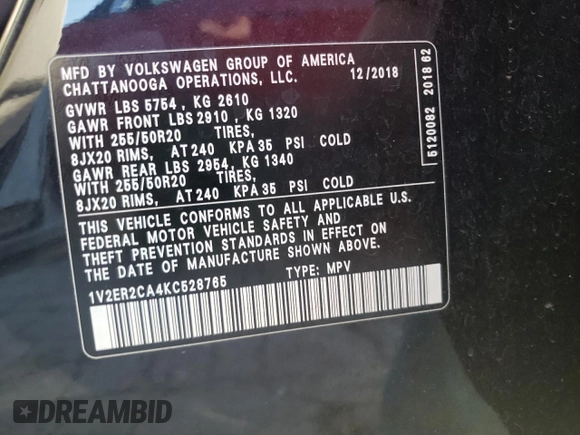 MFD BY VOLKSWAGEN GROUP OF AMERICA
CHATTANOOGA OPERATIONS, LLC. 12/2018
GVWR LBS 5754 , KG 2610
GAWR FRONT LBS 2910 , KG 1320
WITH 255/50R20 TIRES,
8JX20 RIMS, AT 240 KPA 35 PSI COLD
GAWR REAR LBS 2954, KG 1340
WITH 255/50R20 TIRES,
8JX20 RIMS, AT 240 KPA 35 PSI COLD
THIS VEHICLE CONFORMS TO ALL APPLICABLE U.S.
FEDERAL MOTOR VEHICLE SAFETY AND
THEFT PREVENTION STANDARDS IN EFFECT ON
DATE OF MANUFACTURE SHOWN ABOVE.
1V2ER2CA4KC528765 TYPE: MPV
5120082 2018 62
DREAMBID